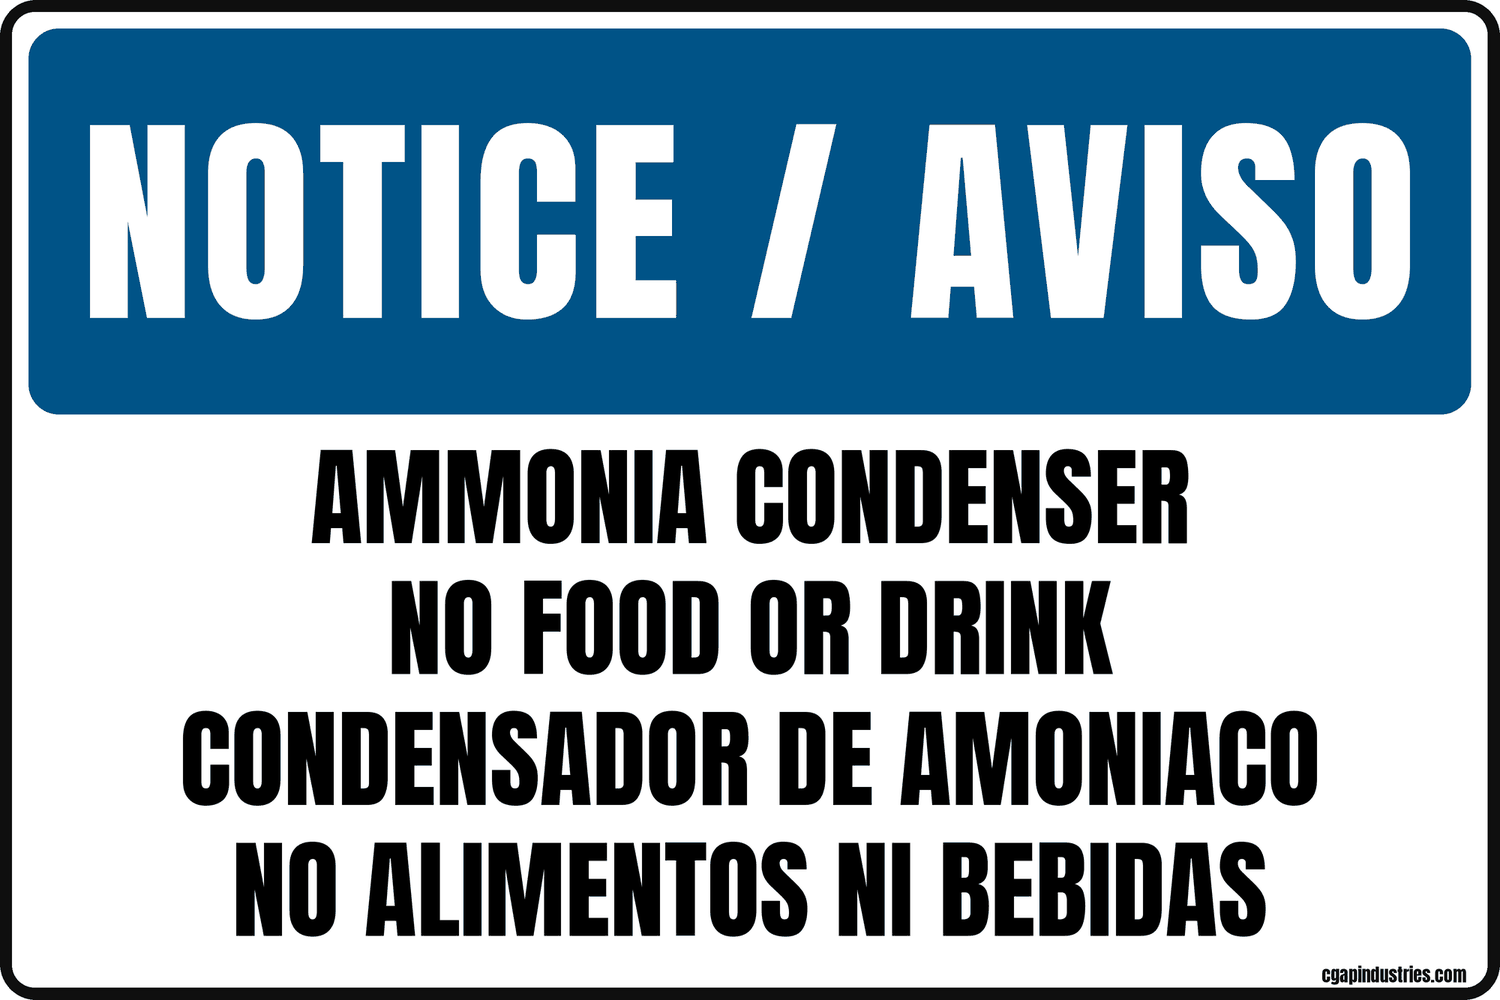 NOTICE / AVISO
AMMONIA CONDENSER
NO FOOD OR DRINK
CONDENSADOR DE AMONIACO
NO ALIMENTOS NI BEBIDAS
cgapindustries.com